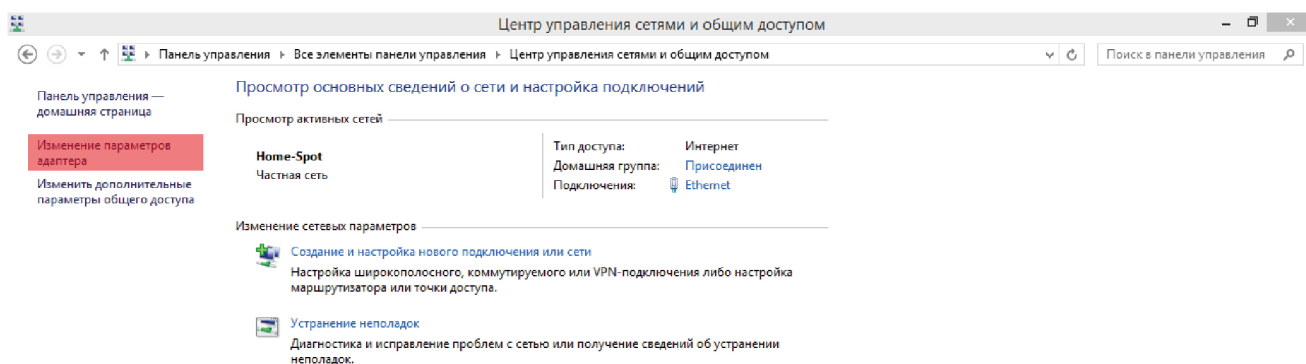 Центр управления сетями и общим доступом
Панель управления Все элементы панели управления Центр управления сетями и общим доступом
Поиск в панели управления
Панель управления —
домашняя страница
Изменение параметров
адаптера
Изменить дополнительные
параметры общего доступа
Просмотр основных сведений о сети и настройка подключений
Просмотр активных сетей
Home-Spot
Частная сеть
Тип доступа: Интернет
Домашняя группа: Присоединен
Подключения: Ethernet
Изменение сетевых параметров
Создание и настройка нового подключения или сети
Настройка широкополосного, коммутируемого или VPN-подключения либо настройка
маршрутизатора или точки доступа.
Устранение неполадок
Диагностика и исправление проблем с сетью или получение сведений об устранении
неполадок.